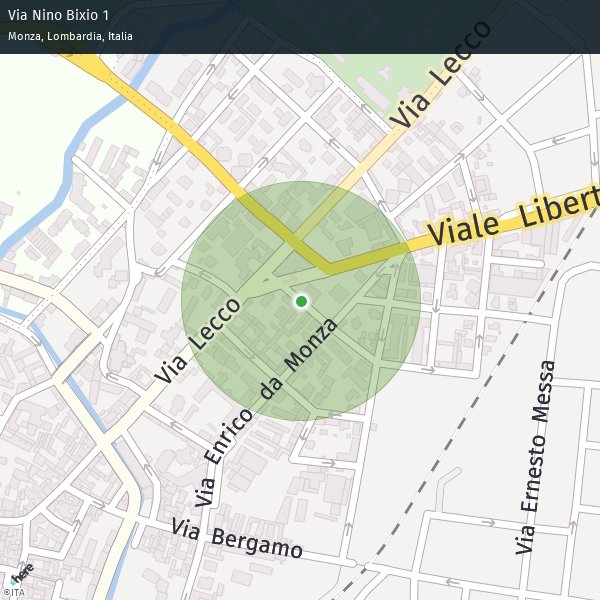 Via Nino Bixio 1
Monza, Lombardia, Italia
Via Lecco
Viale Libert
Via Lecco
Via Enrico da Monza
Via Ernesto Messa
Via Bergamo
here
©ITA